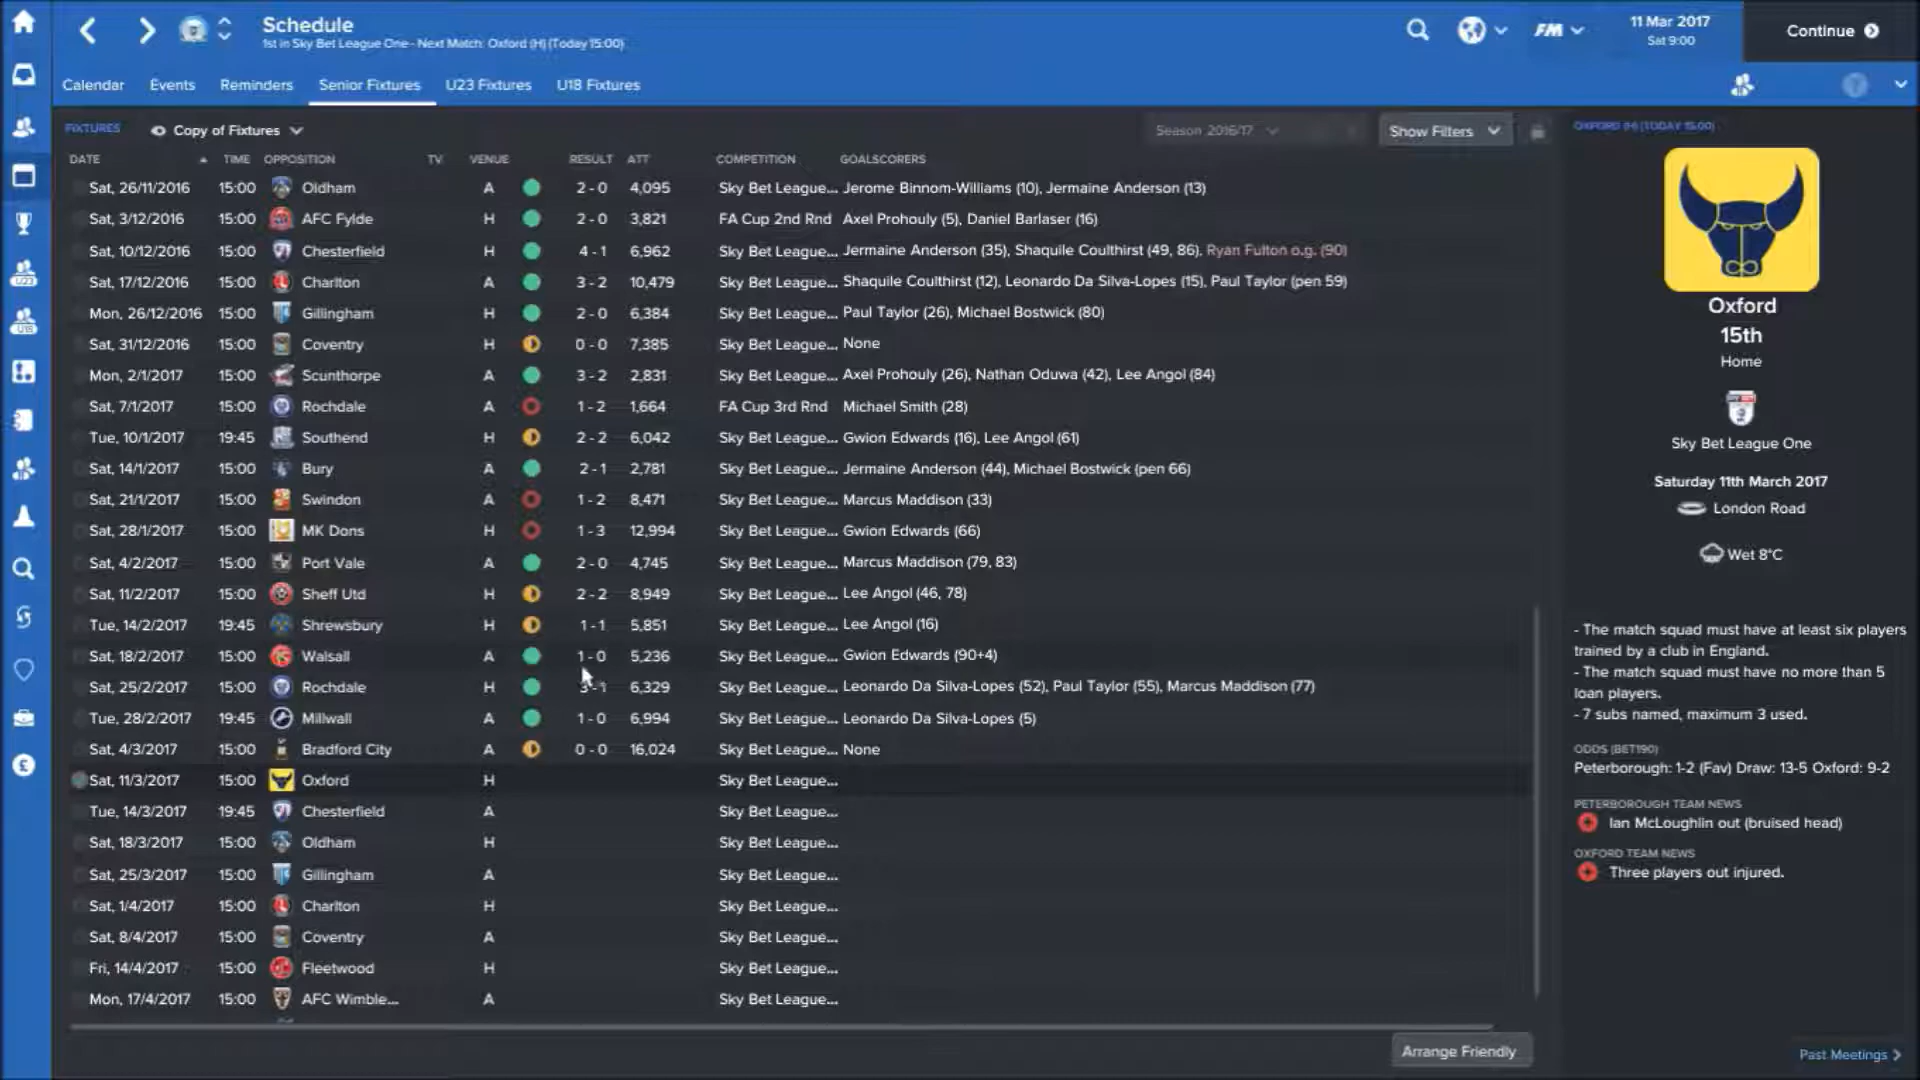 Schedule
1st in Sky Bet League One - Next Match: Oxford (H) (Today 15:00)
FM
11 Mar 2017
Sat 9:00
Continue
Calendar Events Reminders Senior Fixtures U23 Fixtures U18 Fixtures
FIXTURES Copy of Fixtures Season 2016/17 Show Filters
DATE TIME OPPOSITION TV VENUE RESULT ATT COMPETITION GOALSCORERS
Sat, 26/11/2016 15:00 Oldham A 2 - 0 4,095 Sky Bet League... Jerome Binnom-Williams (10), Jermaine Anderson (13)
Sat, 3/12/2016 15:00 AFC Fylde H 2 - 0 3,821 FA Cup 2nd Rnd Axel Prohouly (5), Daniel Barlaser (16)
Sat, 10/12/2016 15:00 Chesterfield H 4 - 1 6,962 Sky Bet League... Jermaine Anderson (35), Shaquile Coulthirst (49, 86), Ryan Fulton o.g. (90)
Sat, 17/12/2016 15:00 Charlton A 3 - 2 10,479 Sky Bet League... Shaquile Coulthirst (12), Leonardo Da Silva-Lopes (15), Paul Taylor (pen 59)
Mon, 26/12/2016 15:00 Gillingham H 2 - 0 6,384 Sky Bet League... Paul Taylor (26), Michael Bostwick (80)
Sat, 31/12/2016 15:00 Coventry H 0 - 0 7,385 Sky Bet League... None
Mon, 2/1/2017 15:00 Scunthorpe A 3 - 2 2,831 Sky Bet League... Axel Prohouly (26), Nathan Oduwa (42), Lee Angol (84)
Sat, 7/1/2017 15:00 Rochdale A 1 - 2 1,664 FA Cup 3rd Rnd Michael Smith (28)
Tue, 10/1/2017 19:45 Southend H 2 - 2 6,042 Sky Bet League... Gwion Edwards (16), Lee Angol (61)
Sat, 14/1/2017 15:00 Bury A 2 - 1 2,781 Sky Bet League... Jermaine Anderson (44), Michael Bostwick (pen 66)
Sat, 21/1/2017 15:00 Swindon A 1 - 2 8,471 Sky Bet League... Marcus Maddison (33)
Sat, 28/1/2017 15:00 MK Dons H 1 - 3 12,994 Sky Bet League... Gwion Edwards (66)
Sat, 4/2/2017 15:00 Port Vale A 2 - 0 4,745 Sky Bet League... Marcus Maddison (79, 83)
Sat, 11/2/2017 15:00 Sheff Utd H 2 - 2 8,949 Sky Bet League... Lee Angol (46, 78)
Tue, 14/2/2017 19:45 Shrewsbury H 1 - 1 5,851 Sky Bet League... Lee Angol (16)
Sat, 18/2/2017 15:00 Walsall A 1 - 0 5,236 Sky Bet League... Gwion Edwards (90+4)
Sat, 25/2/2017 15:00 Rochdale H 3 - 1 6,329 Sky Bet League... Leonardo Da Silva-Lopes (52), Paul Taylor (55), Marcus Maddison (77)
Tue, 28/2/2017 19:45 Millwall A 1 - 0 6,994 Sky Bet League... Leonardo Da Silva-Lopes (5)
Sat, 4/3/2017 15:00 Bradford City A 0 - 0 16,024 Sky Bet League... None
Sat, 11/3/2017 15:00 Oxford H Sky Bet League...
Tue, 14/3/2017 19:45 Chesterfield A Sky Bet League...
Sat, 18/3/2017 15:00 Oldham H Sky Bet League...
Sat, 25/3/2017 15:00 Gillingham A Sky Bet League...
Sat, 1/4/2017 15:00 Charlton H Sky Bet League...
Sat, 8/4/2017 15:00 Coventry A Sky Bet League...
Fri, 14/4/2017 15:00 Fleetwood H Sky Bet League...
Mon, 17/4/2017 15:00 AFC Wimble... A Sky Bet League...
Arrange Friendly
U23
U18
OXFORD (H) (TODAY 15:00)
Oxford
15th
Home
Sky Bet League One
Saturday 11th March 2017
London Road
Wet 8°C
- The match squad must have at least six players
trained by a club in England.
- The match squad must have no more than 5
loan players.
- 7 subs named, maximum 3 used.
ODDS (BET190)
Peterborough: 1-2 (Fav) Draw: 13-5 Oxford: 9-2
PETERBOROUGH TEAM NEWS
Ian McLoughlin out (bruised head)
OXFORD TEAM NEWS
Three players out injured.
Past Meetings